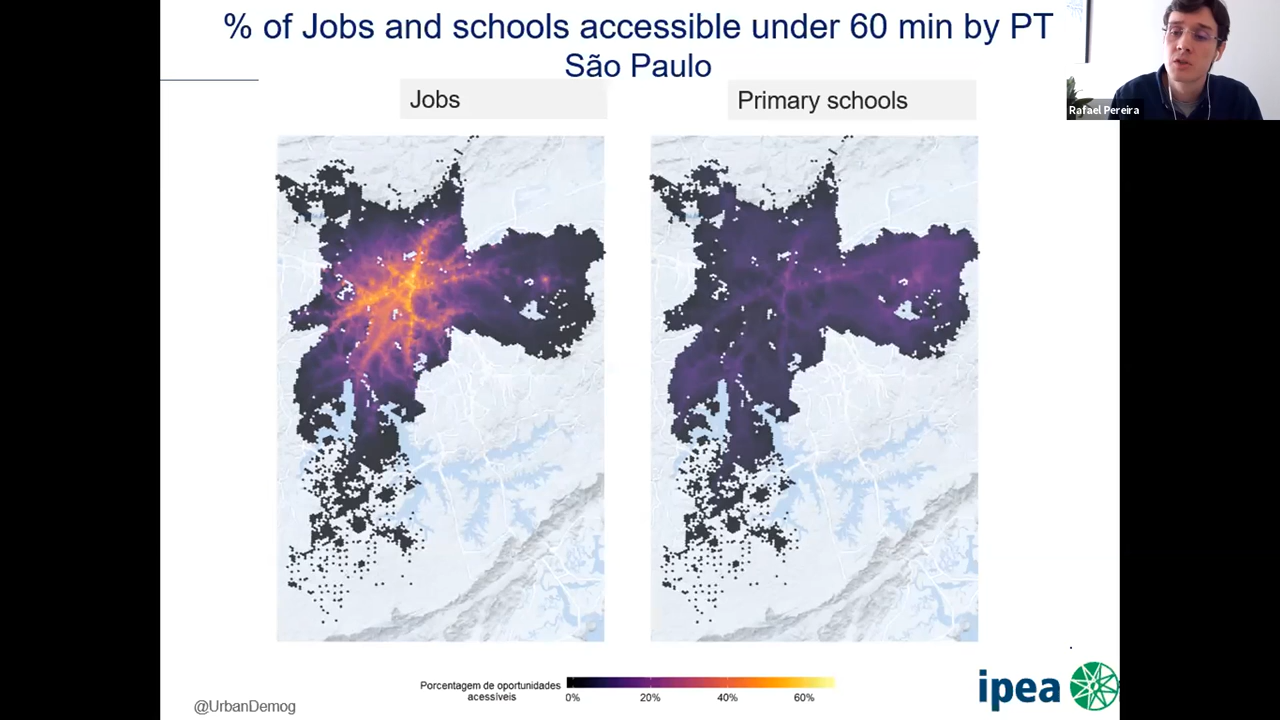 % of Jobs and schools accessible under 60 min by PT
São Paulo
Rafael Pereira
Jobs
Primary schools
Porcentagem de oportunidades
acessíveis
0%
20%
40%
60%
ipea
@UrbanDemog